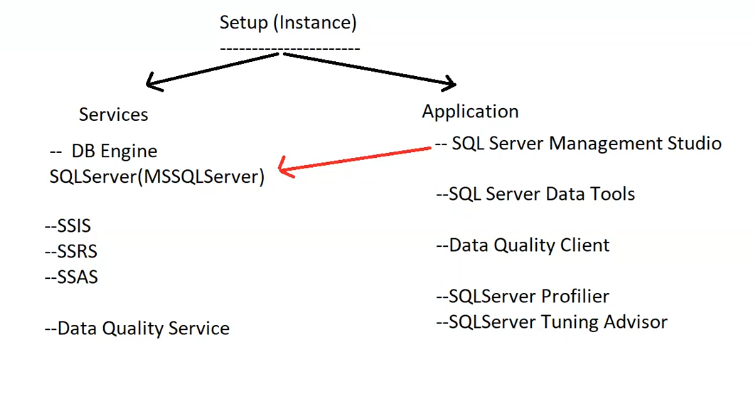 Setup (Instance)
----------------------
Services
-- DB Engine
SQLServer(MSSQLServer)
--SSIS
--SSRS
--SSAS
--Data Quality Service
Application
-- SQL Server Management Studio
--SQL Server Data Tools
--Data Quality Client
--SQLServer Profilier
--SQLServer Tuning Advisor